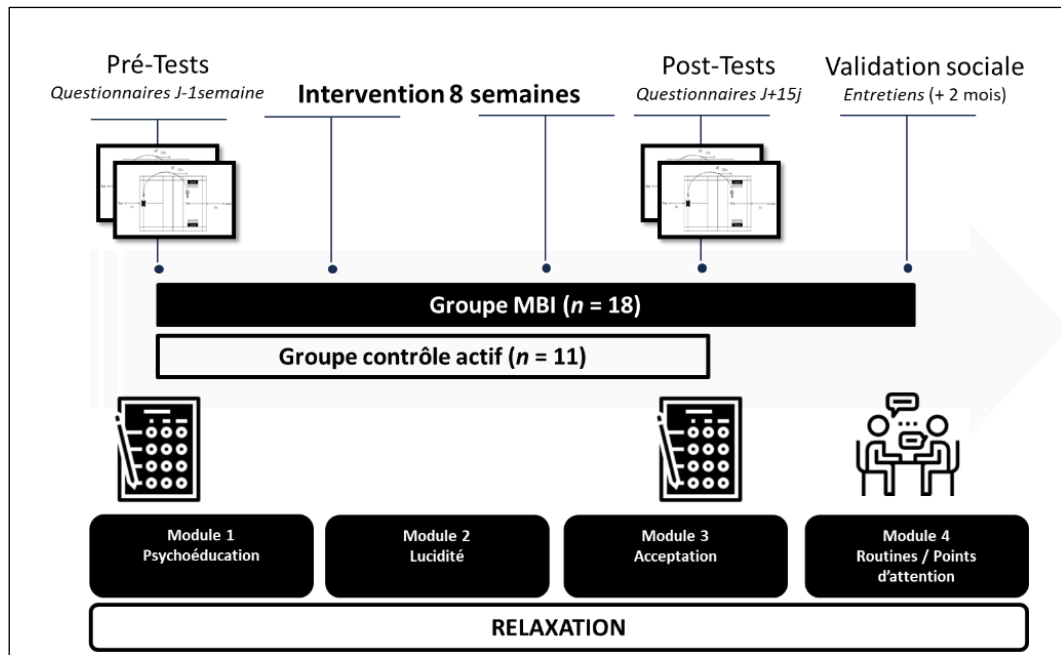 Pré-Tests
Questionnaires J-1semaine
Intervention 8 semaines
Post-Tests
Questionnaires J+15j
Validation sociale
Entretiens (+ 2 mois)
Groupe MBI (n = 18)
Groupe contrôle actif (n = 11)
Module 1
Psychoéducation
Module 2
Lucidité
Module 3
Acceptation
Module 4
Routines / Points
d'attention
RELAXATION